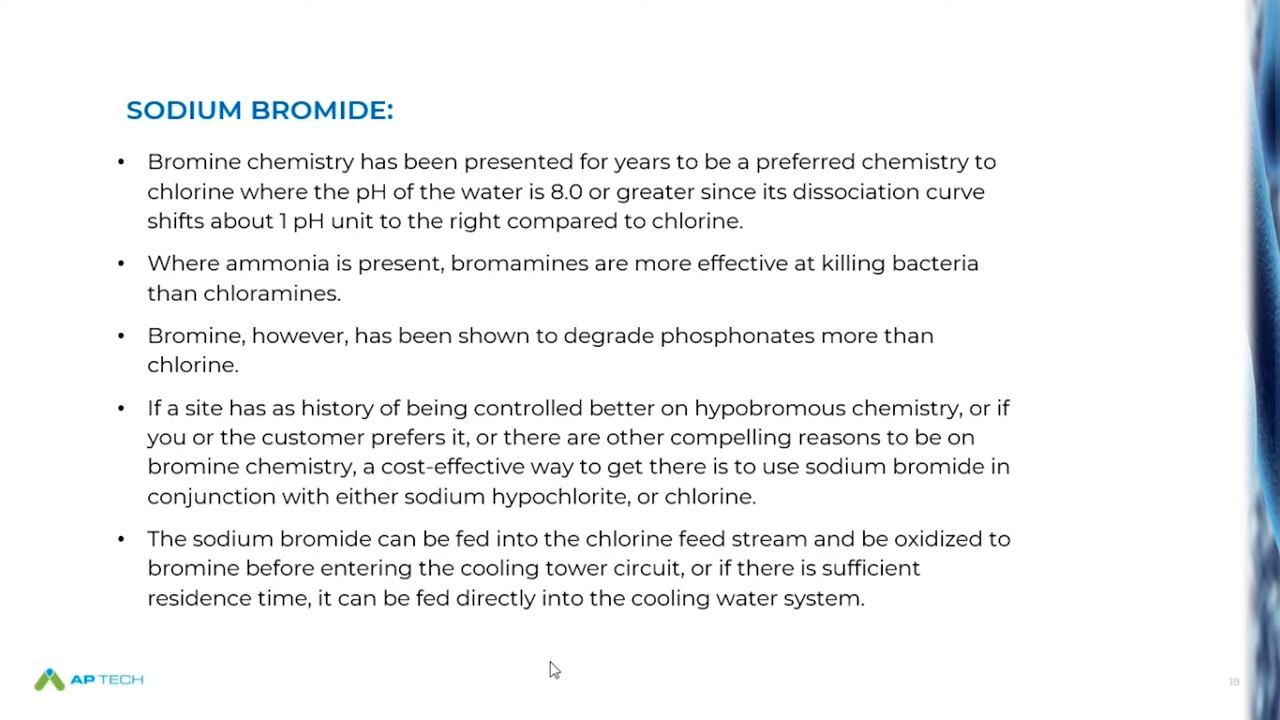 SODIUM BROMIDE:
• Bromine chemistry has been presented for years to be a preferred chemistry to
chlorine where the pH of the water is 8.0 or greater since its dissociation curve
shifts about 1 pH unit to the right compared to chlorine.
• Where ammonia is present, bromamines are more effective at killing bacteria
than chloramines.
• Bromine, however, has been shown to degrade phosphonates more than
chlorine.
• If a site has as history of being controlled better on hypobromous chemistry, or if
you or the customer prefers it, or there are other compelling reasons to be on
bromine chemistry, a cost-effective way to get there is to use sodium bromide in
conjunction with either sodium hypochlorite, or chlorine.
• The sodium bromide can be fed into the chlorine feed stream and be oxidized to
bromine before entering the cooling tower circuit, or if there is sufficient
residence time, it can be fed directly into the cooling water system.
AP TECH
18